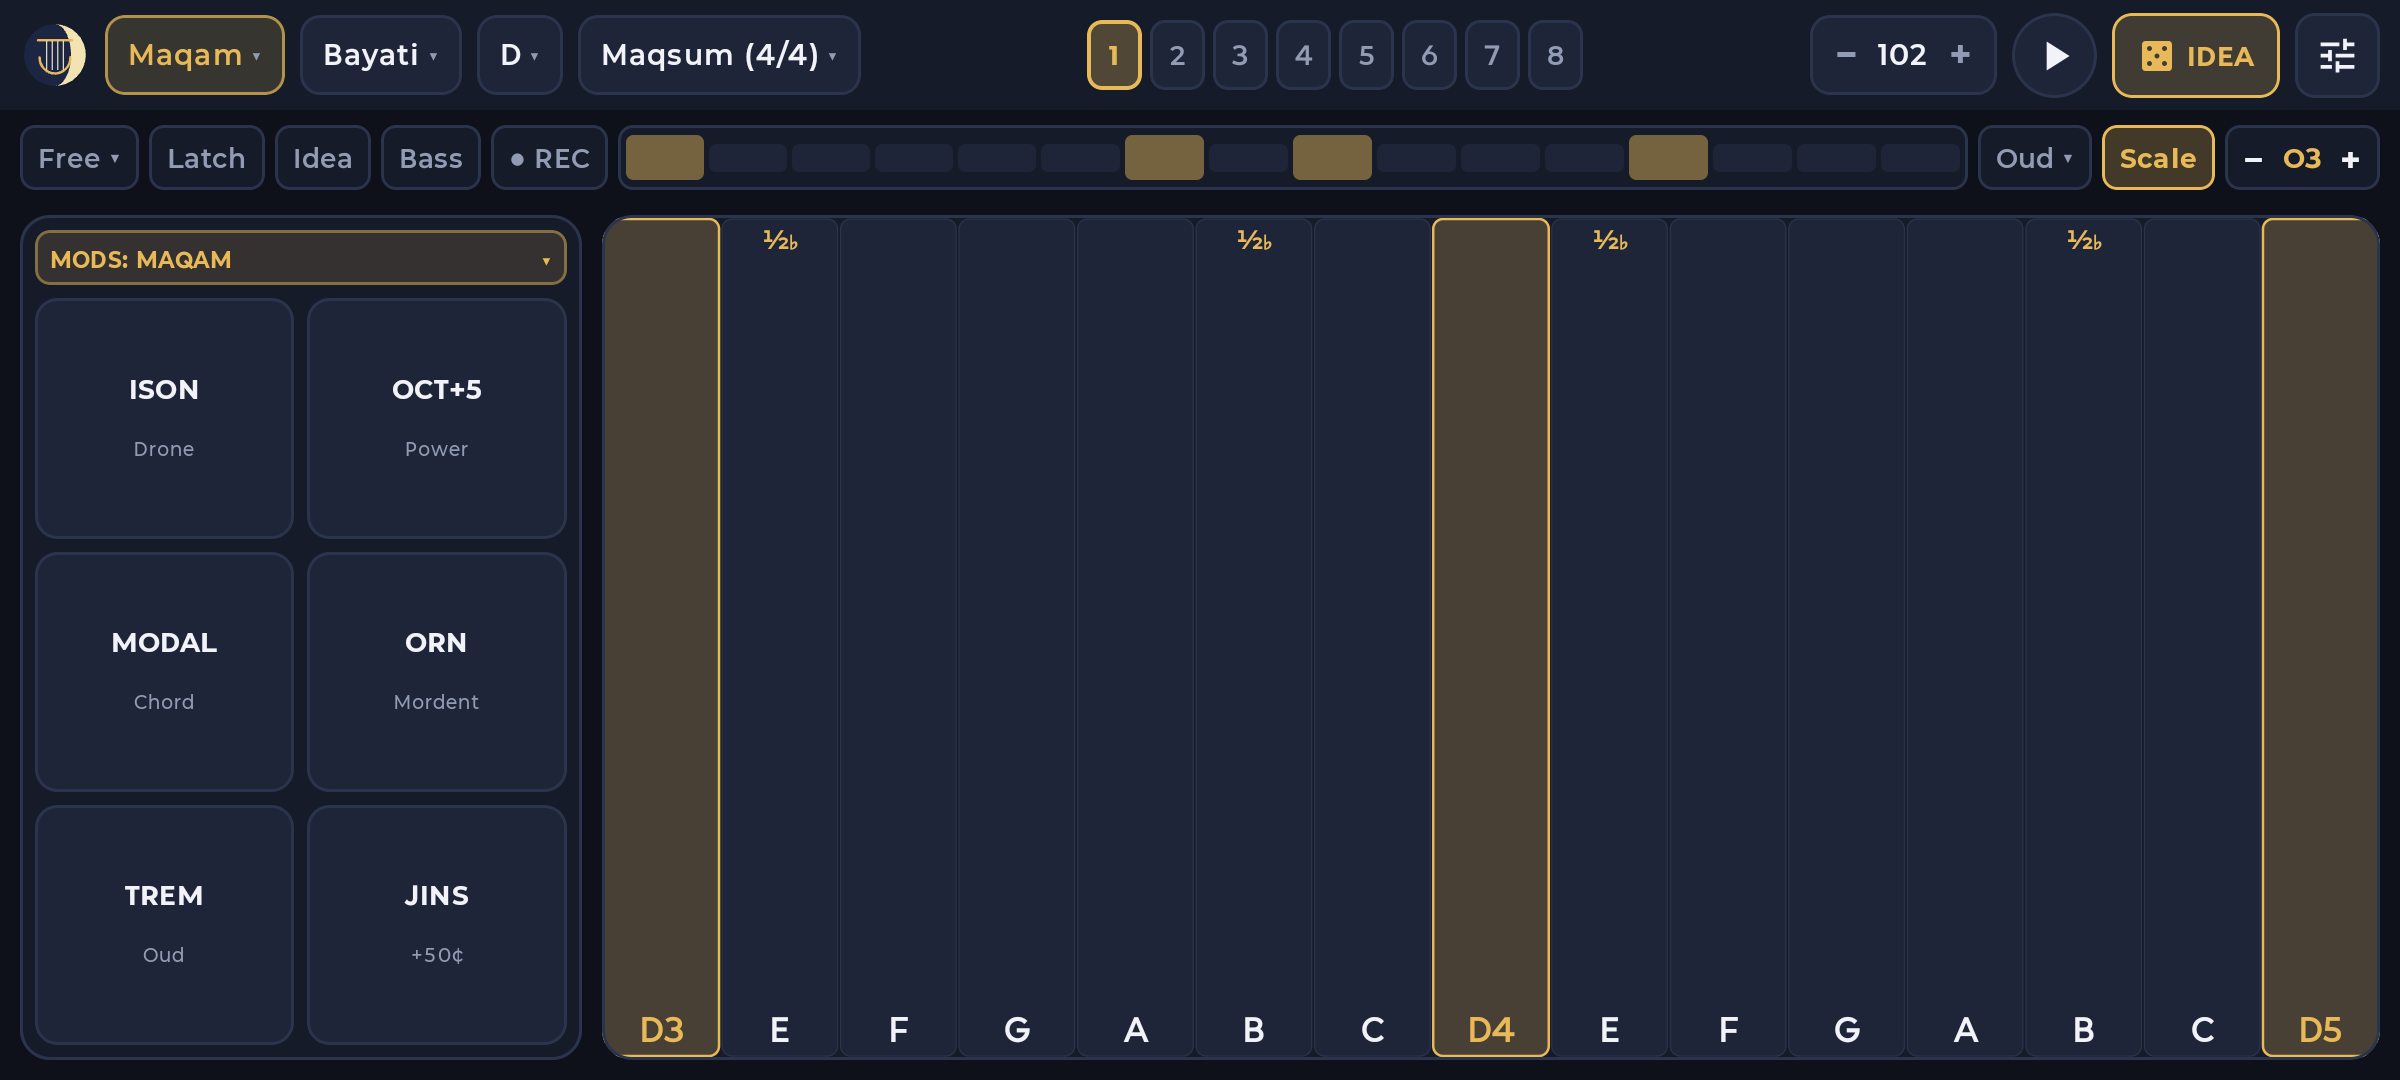 Maqam ▾ Bayati ▾ D ▾ Maqsum (4/4) ▾ 1 2 3 4 5 6 7 8 − 102 + IDEA
Free ▾ Latch Idea Bass ● REC Oud ▾ Scale − O3 +
MODS: MAQAM ▾
ISON
Drone
OCT+5
Power
MODAL
Chord
ORN
Mordent
TREM
Oud
JINS
+50¢
½♭ ½♭ ½♭ ½♭
D3 E F G A B C D4 E F G A B C D5